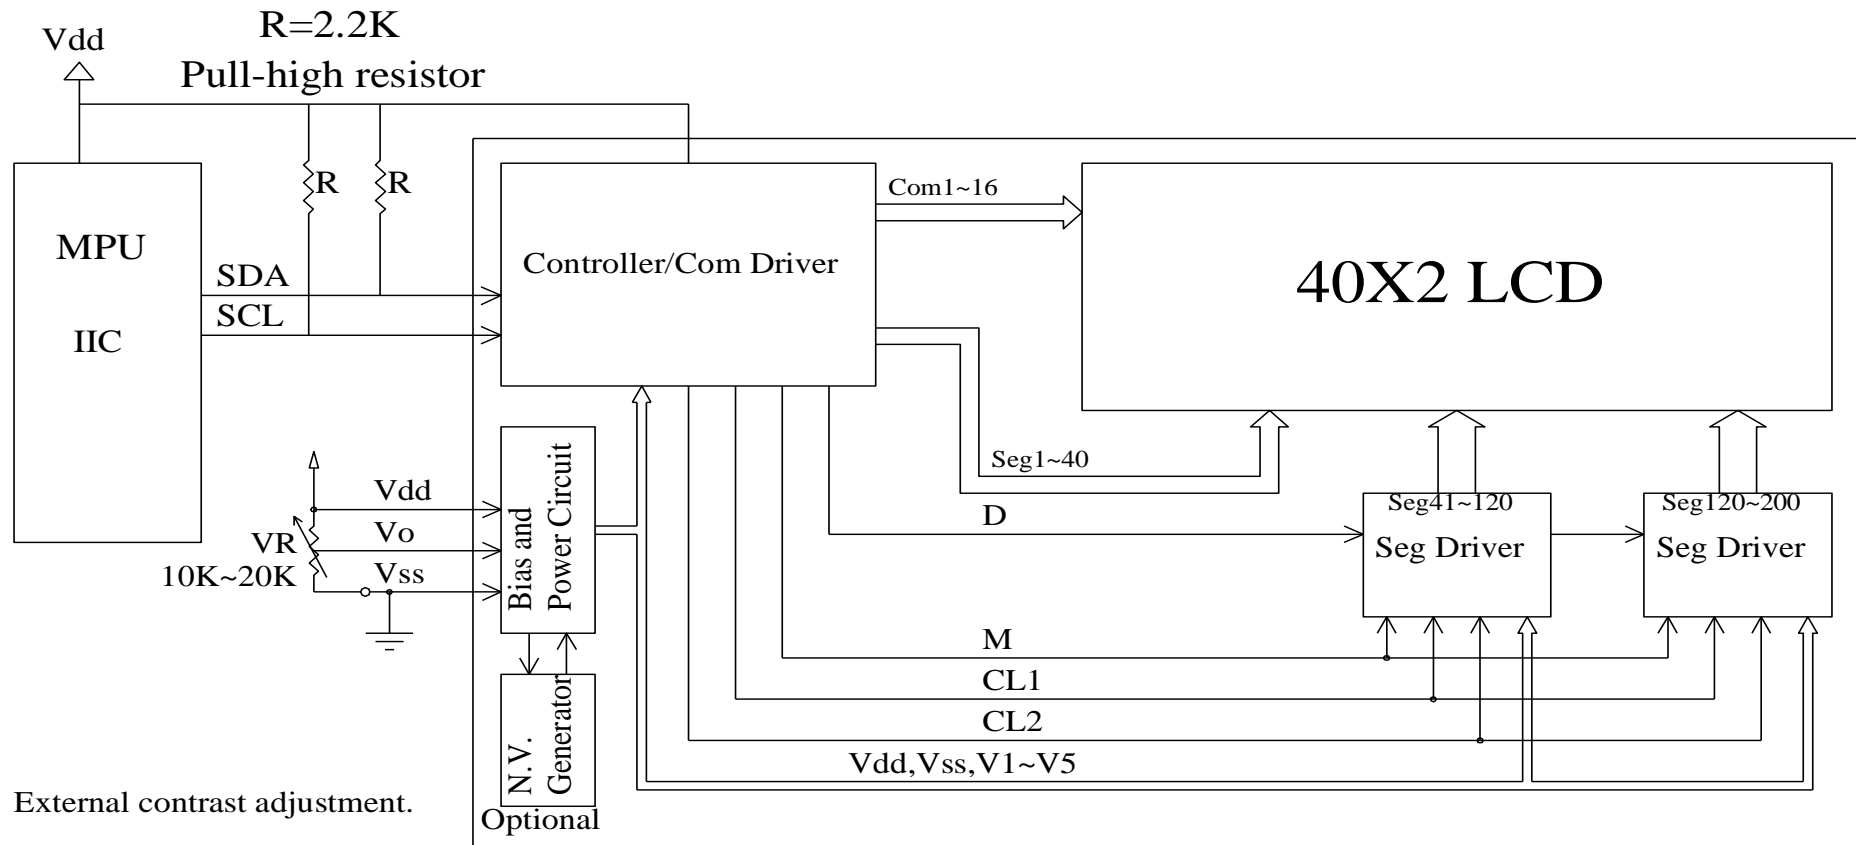 R=2.2K
Vdd
Pull-high resistor
R
R
Com1~16
MPU
IIC
SDA
SCL
Controller/Com Driver
40X2 LCD
Seg1~40
Vdd
Vo
Vss
VR
10K~20K
Bias and
Power Circuit
D
Seg41~120
Seg Driver
Seg120~200
Seg Driver
M
CL1
CL2
Vdd,Vss,V1~V5
N.V.
Generator
Optional
External contrast adjustment.